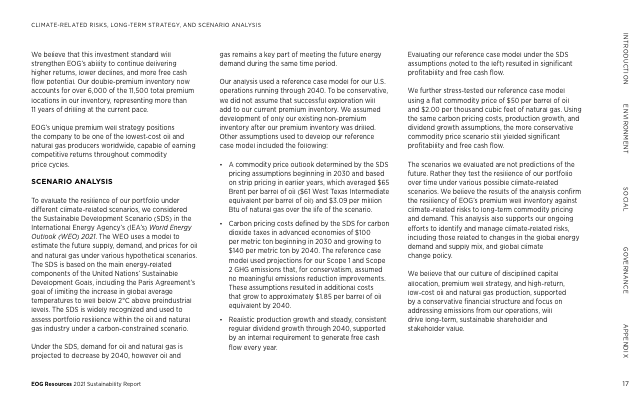 CLIMATE-RELATED RISKS, LONG-TERM STRATEGY, AND SCENARIO ANALYSIS
We believe that this investment standard will
strengthen EOG's ability to continue delivering
higher returns, lower declines, and more free cash
flow potential. Our double-premium inventory now
accounts for over 6,000 of the 11,500 total premium
locations in our inventory, representing more than
11 years of drilling at the current pace.
EOG's unique premium well strategy positions
the company to be one of the lowest-cost oil and
natural gas producers worldwide, capable of earning
competitive returns throughout commodity
price cycles.
SCENARIO ANALYSIS
To evaluate the resilience of our portfolio under
different climate-related scenarios, we considered
the Sustainable Development Scenario (SDS) in the
International Energy Agency's (IEA's) World Energy
Outlook (WEO) 2021. The WEO uses a model to
estimate the future supply, demand, and prices for oil
and natural gas under various hypothetical scenarios.
The SDS is based on the main energy-related
components of the United Nations' Sustainable
Development Goals, including the Paris Agreement's
goal of limiting the increase in global average
temperatures to well below 2°C above preindustrial
levels. The SDS is widely recognized and used to
assess portfolio resilience within the oil and natural
gas industry under a carbon-constrained scenario.
Under the SDS, demand for oil and natural gas is
projected to decrease by 2040, however oil and
gas remains a key part of meeting the future energy
demand during the same time period.
Our analysis used a reference case model for our U.S.
operations running through 2040. To be conservative,
we did not assume that successful exploration will
add to our current premium inventory. We assumed
development of only our existing non-premium
inventory after our premium inventory was drilled.
Other assumptions used to develop our reference
case model included the following:
• A commodity price outlook determined by the SDS
pricing assumptions beginning in 2030 and based
on strip pricing in earlier years, which averaged $65
Brent per barrel of oil ($61 West Texas Intermediate
equivalent per barrel of oil) and $3.09 per million
Btu of natural gas over the life of the scenario.
• Carbon pricing costs defined by the SDS for carbon
dioxide taxes in advanced economies of $100
per metric ton beginning in 2030 and growing to
$140 per metric ton by 2040. The reference case
model used projections for our Scope 1 and Scope
2 GHG emissions that, for conservatism, assumed
no meaningful emissions reduction improvements.
These assumptions resulted in additional costs
that grow to approximately $1.85 per barrel of oil
equivalent by 2040.
• Realistic production growth and steady, consistent
regular dividend growth through 2040, supported
by an internal requirement to generate free cash
flow every year.
Evaluating our reference case model under the SDS
assumptions (noted to the left) resulted in significant
profitability and free cash flow.
We further stress-tested our reference case model
using a flat commodity price of $50 per barrel of oil
and $2.00 per thousand cubic feet of natural gas. Using
the same carbon pricing costs, production growth, and
dividend growth assumptions, the more conservative
commodity price scenario still yielded significant
profitability and free cash flow.
The scenarios we evaluated are not predictions of the
future. Rather they test the resilience of our portfolio
over time under various possible climate-related
scenarios. We believe the results of the analysis confirm
the resiliency of EOG's premium well inventory against
climate-related risks to long-term commodity pricing
and demand. This analysis also supports our ongoing
efforts to identify and manage climate-related risks,
including those related to changes in the global energy
demand and supply mix, and global climate
change policy.
We believe that our culture of disciplined capital
allocation, premium well strategy, and high-return,
low-cost oil and natural gas production, supported
by a conservative financial structure and focus on
addressing emissions from our operations, will
drive long-term, sustainable shareholder and
stakeholder value.
INTRODUCTION
ENVIRONMENT
SOCIAL
GOVERNANCE
APPENDIX
EOG Resources 2021 Sustainability Report
17